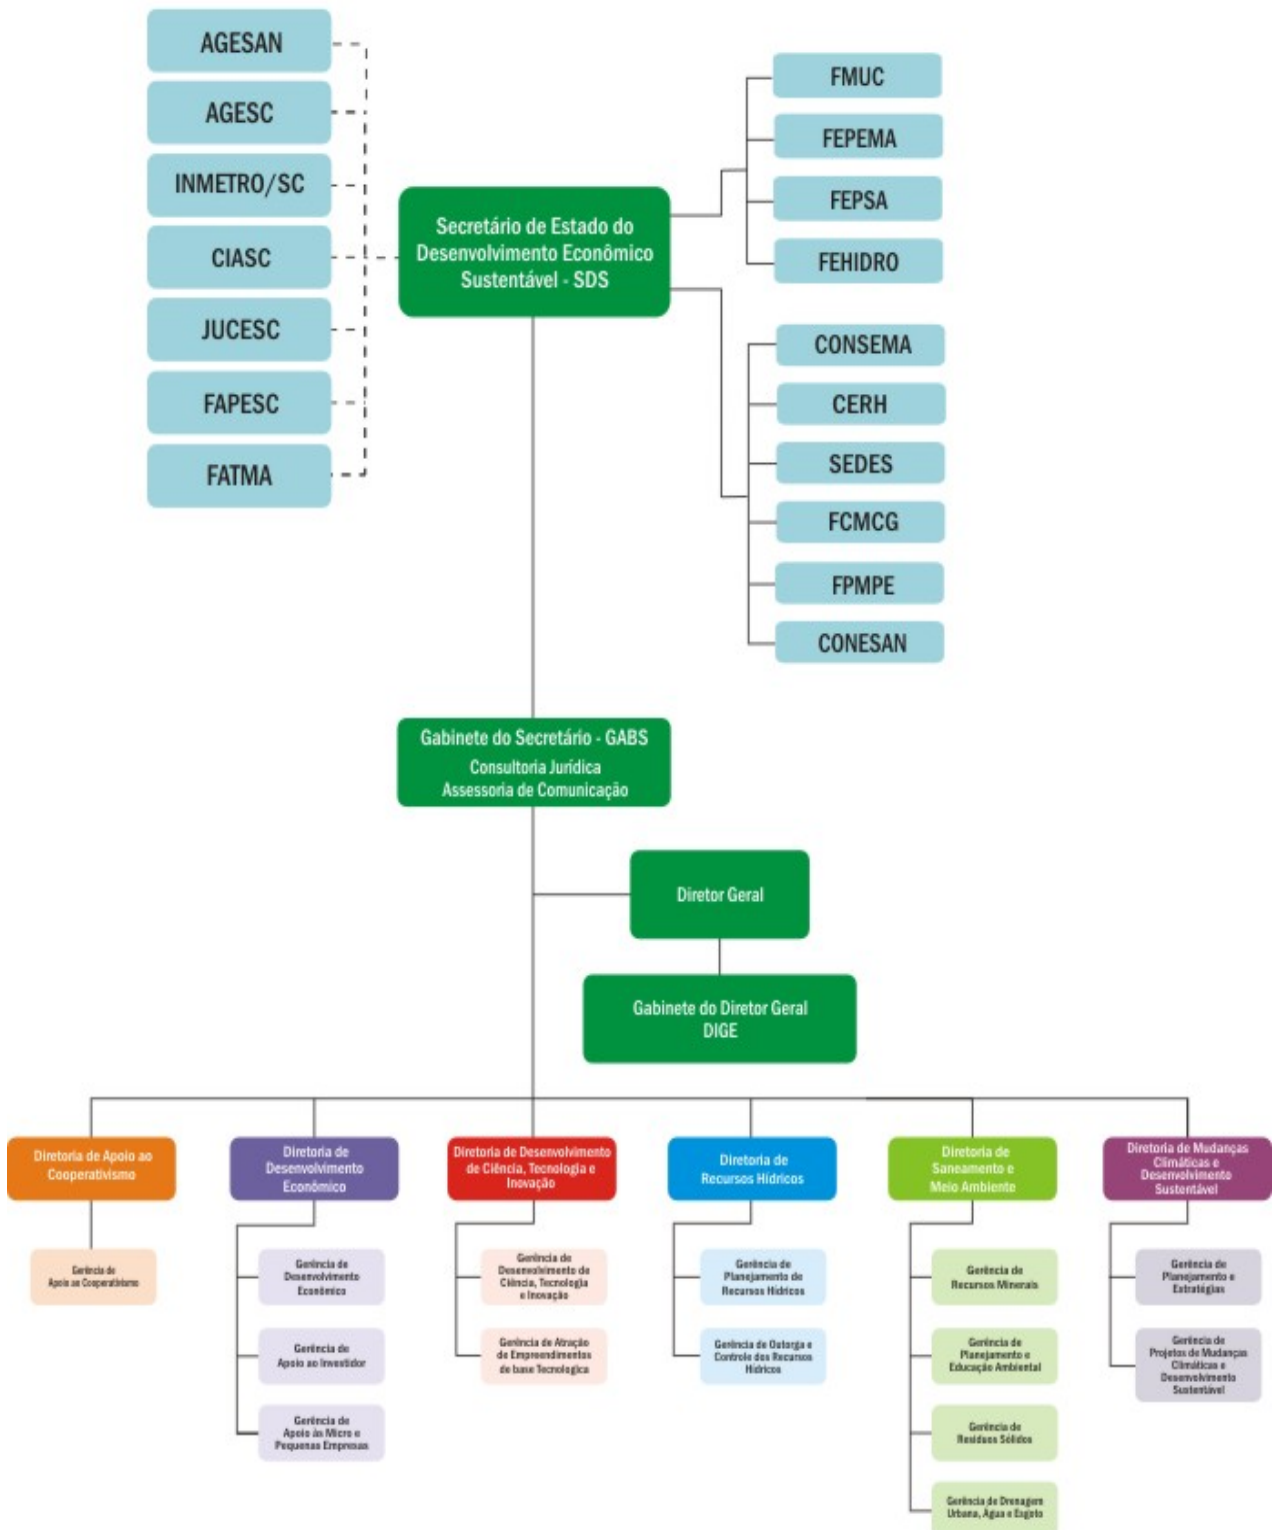 AGESAN
AGESC
INMETRO/SC
CIASC
JUCESC
FAPESC
FATMA
FMUC
FEPEMA
FEPSA
FEHIDRO
CONSEMA
CERH
SEDES
FCMCG
FPMPE
CONESAN
Secretário de Estado do
Desenvolvimento Econômico
Sustentável - SDS
Gabinete do Secretário - GABS
Consultoria Jurídica
Assessoria de Comunicação
Diretor Geral
Gabinete do Diretor Geral
DIGE
Diretoria de Apoio ao
Cooperativismo
Gerência de
Apoio ao Cooperativismo
Diretoria de
Desenvolvimento
Econômico
Gerência de
Desenvolvimento
Econômico
Gerência de
Apoio ao Investidor
Gerência de
Apoio às Micro e
Pequenas Empresas
Diretoria de Desenvolvimento
de Ciência, Tecnologia e
Inovação
Gerência de
Desenvolvimento de
Ciência, Tecnologia
e Inovação
Gerência de Atração
de Empreendimentos
de base Tecnologica
Diretoria de
Recursos Hídricos
Gerência de
Planejamento de
Recursos Hídricos
Gerência de Outorga e
Controle dos Recursos
Hídricos
Diretoria de
Saneamento e
Meio Ambiente
Gerência de
Recursos Minerais
Gerência de
Planejamento e
Educação Ambiental
Gerência de
Resíduos Sólidos
Gerência de Drenagem
Urbana, Água e Esgoto
Diretoria de Mudanças
Climáticas e
Desenvolvimento
Sustentável
Gerência de
Planejamento e
Estratégias
Gerência de
Projetos de Mudanças
Climáticas e
Desenvolvimento
Sustentável